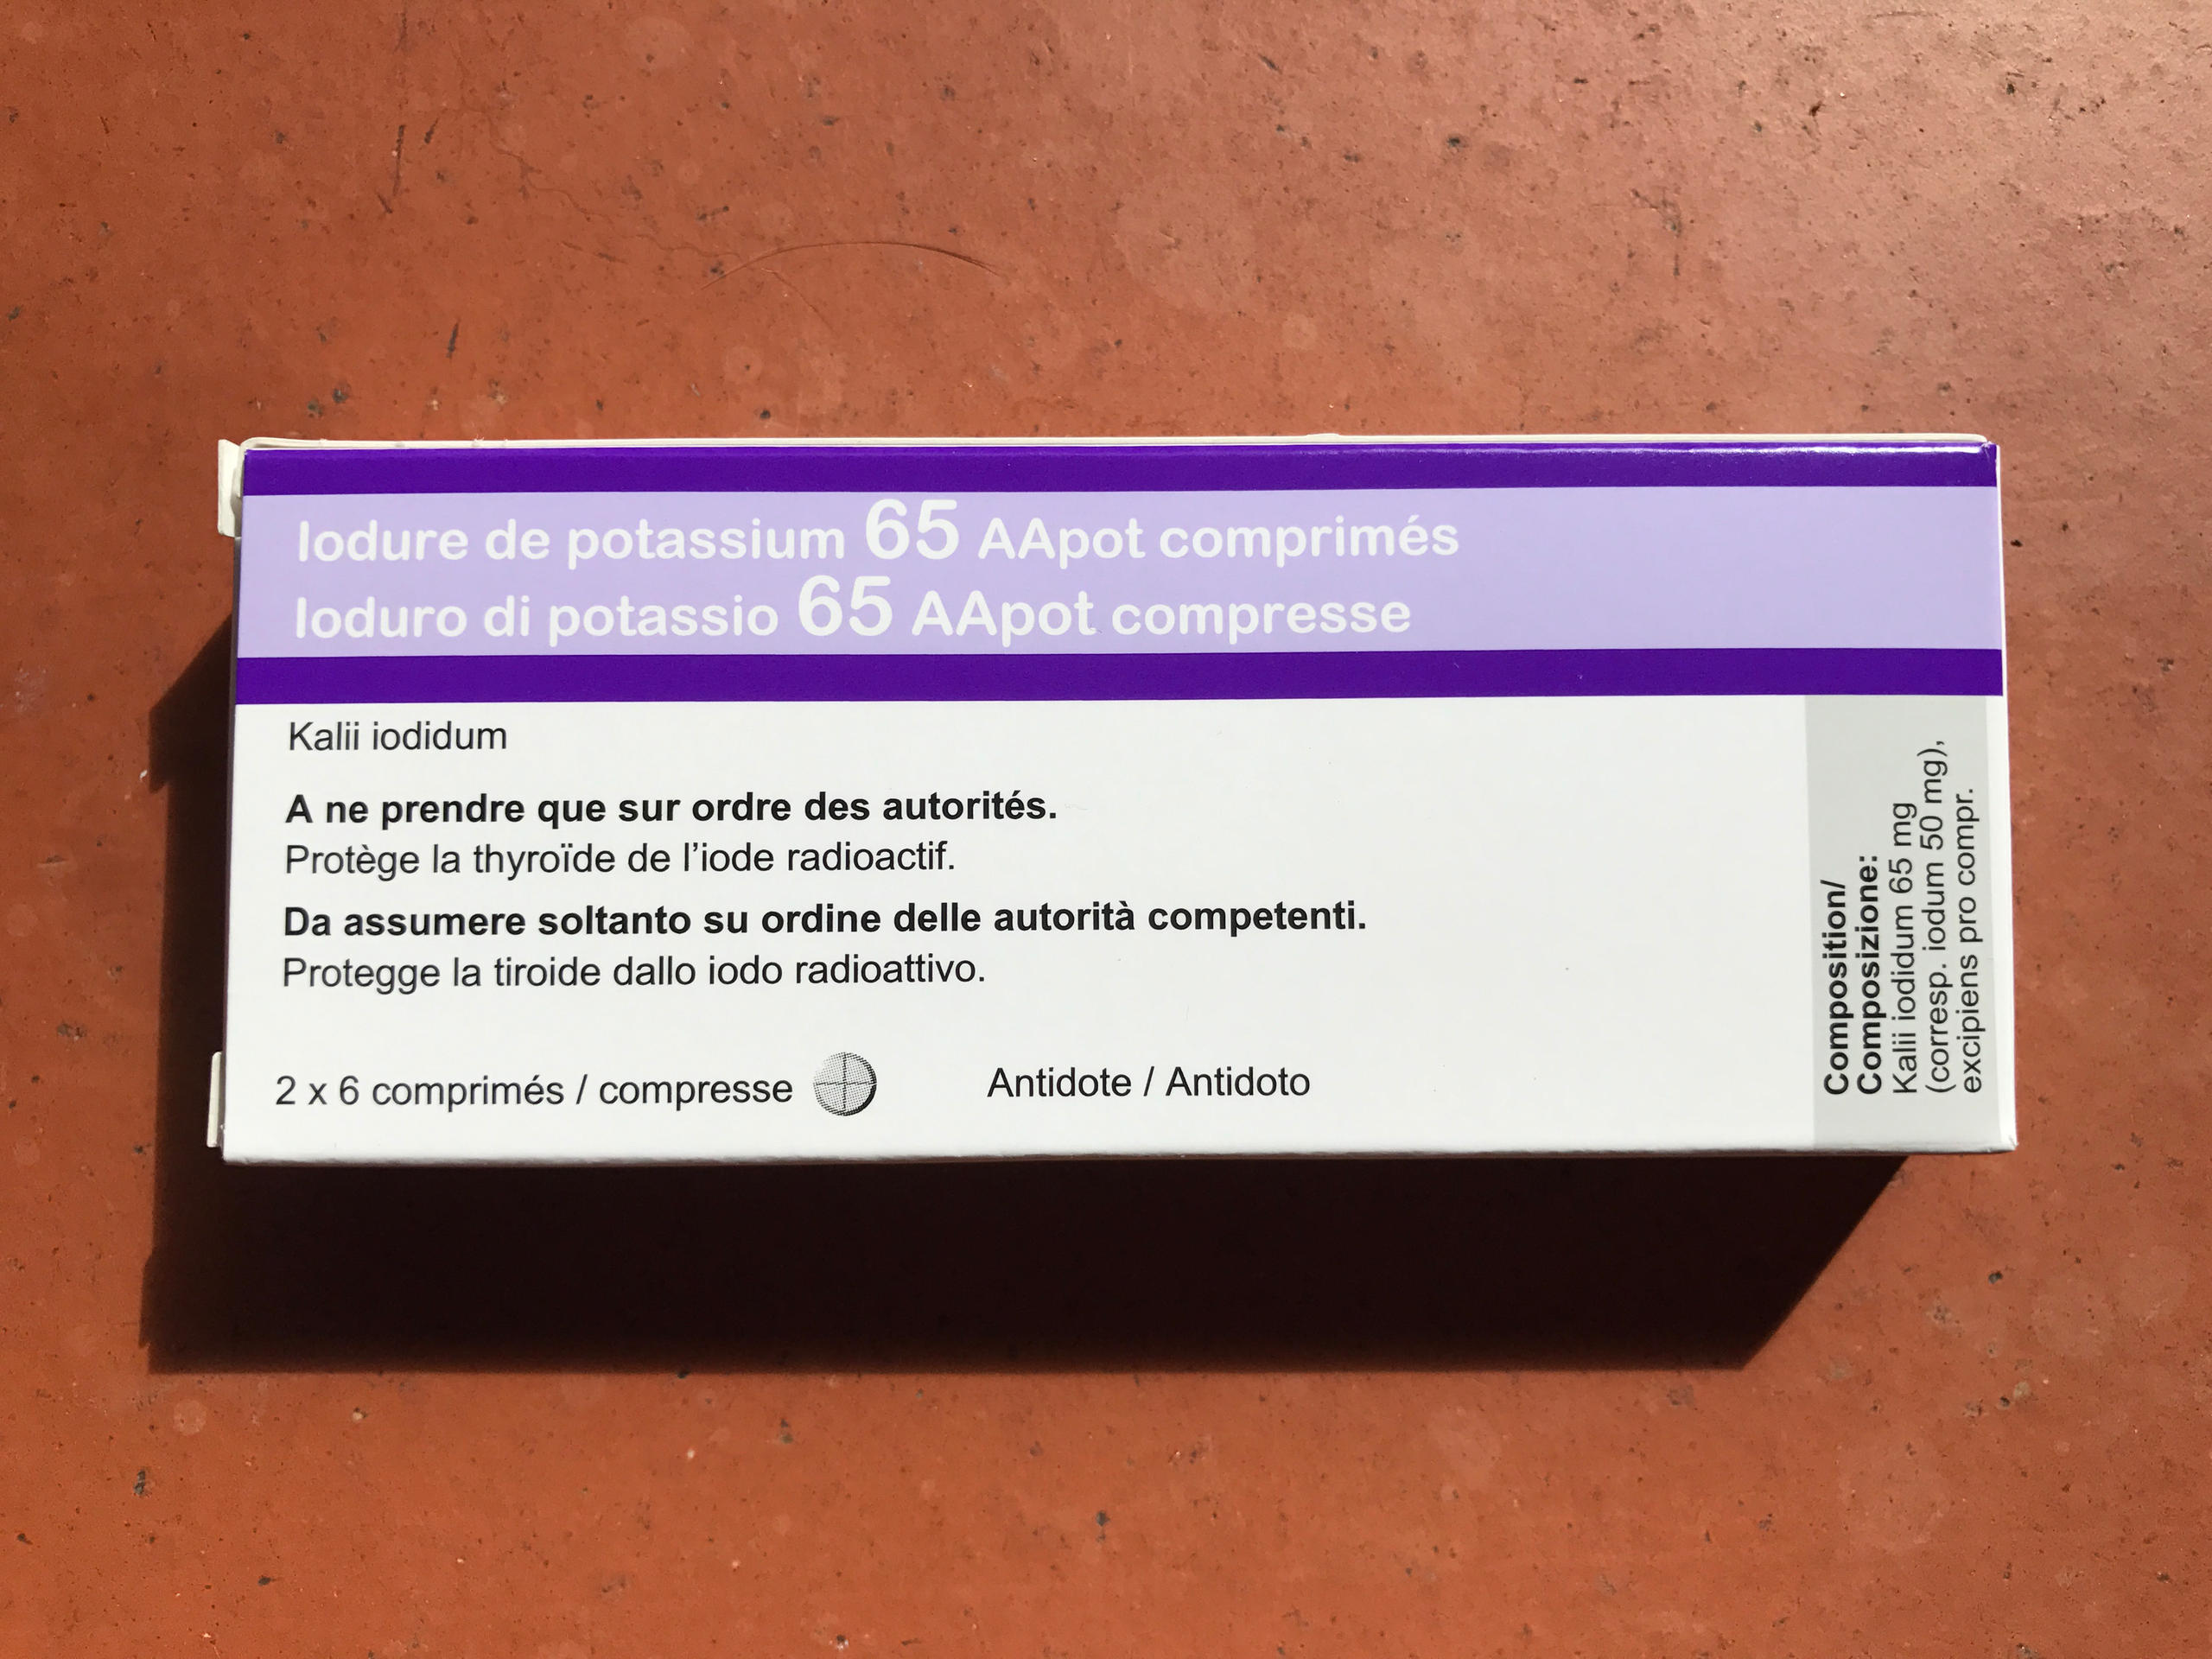 Iodure de potassium 65 AApot comprimés
Ioduro di potassio 65 AApot compresse
Kalii iodidum
A ne prendre que sur ordre des autorités.
Protège la thyroïde de l'iode radioactif.
Da assumere soltanto su ordine delle autorità competenti.
Protegge la tiroide dallo iodo radioattivo.
2 x 6 comprimés / compresse
Antidote / Antidoto
Composition/
Composizione:
Kalii iodidum 65 mg
(corresp. iodum 50 mg),
excipiens pro compr.